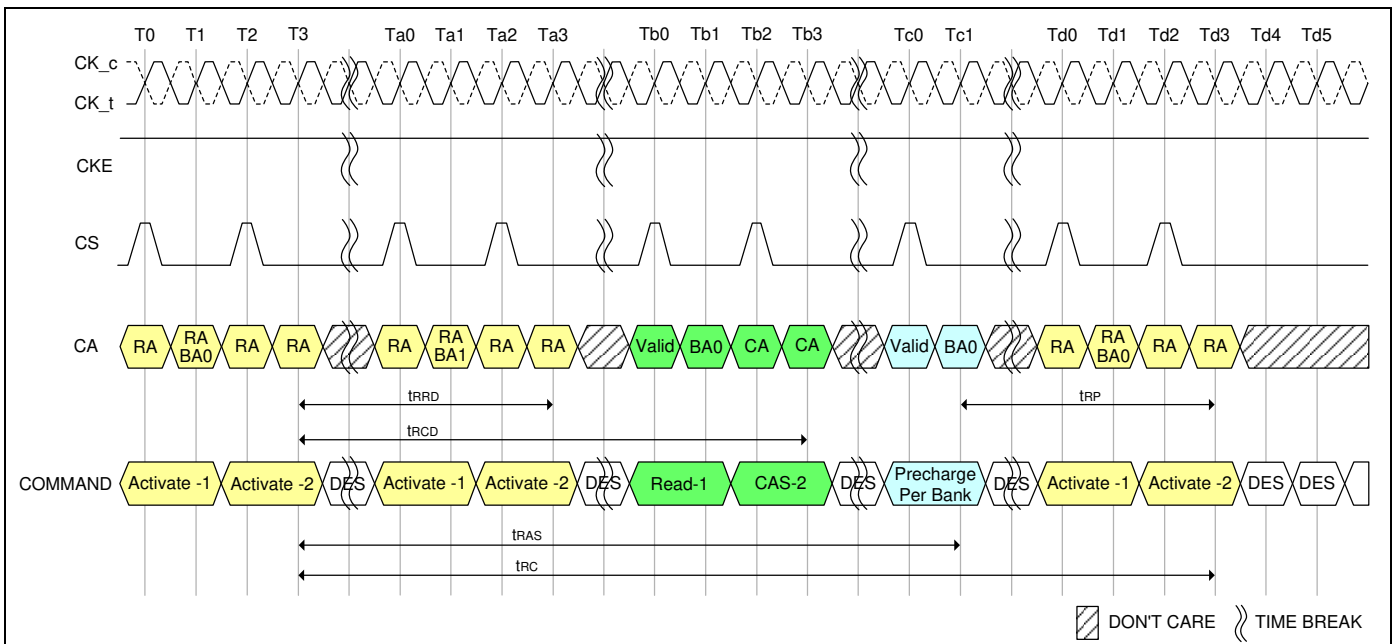 T0 T1 T2 T3 Ta0 Ta1 Ta2 Ta3 Tb0 Tb1 Tb2 Tb3 Tc0 Tc1 Td0 Td1 Td2 Td3 Td4 Td5
CK_c
CK_t
CKE
CS
CA RA RA BA0 RA RA RA RA BA1 RA RA Valid BA0 CA CA Valid BA0 RA RA BA0 RA RA
tRRD tRP
tRCD
COMMAND Activate -1 Activate -2 DES Activate -1 Activate -2 DES Read-1 CAS-2 DES Precharge Per Bank DES Activate -1 Activate -2 DES DES
tRAS
tRC
DON'T CARE TIME BREAK